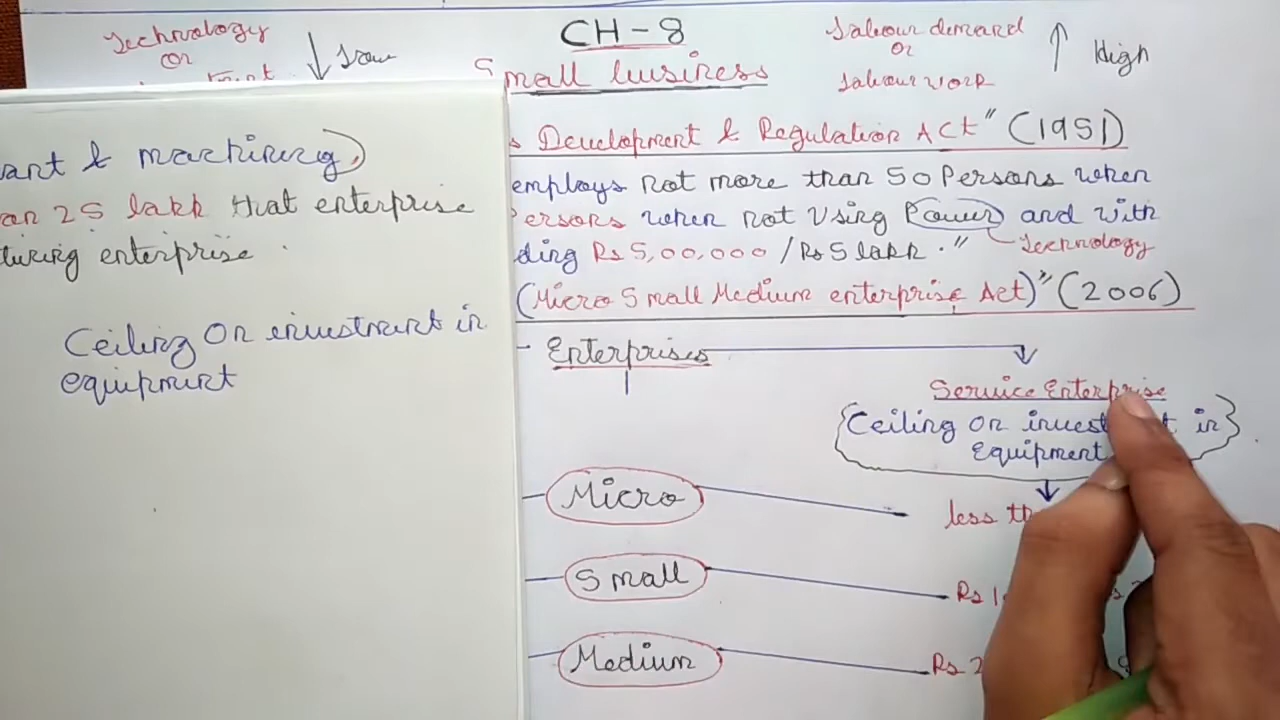 CH-8
Small business
Technology
or
Low
Labour demand
or
Labour work
High
s Development & Regulation Act" (1951)
employs not more than 50 Persons when
ersons when not Using Power and with
ding Rs 5,00,000 / Rs 5 lakh."
Technology
(Micro Small Medium enterprise Act)" (2006)
ant & machinery)
an 25 lakh that enterprise
turing enterprise.
Ceiling On investment in
equipment
Enterprises
Service Enterprise
Ceiling On in
Equipment
Micro
less th
Small
Rs 1
Medium
Rs 2